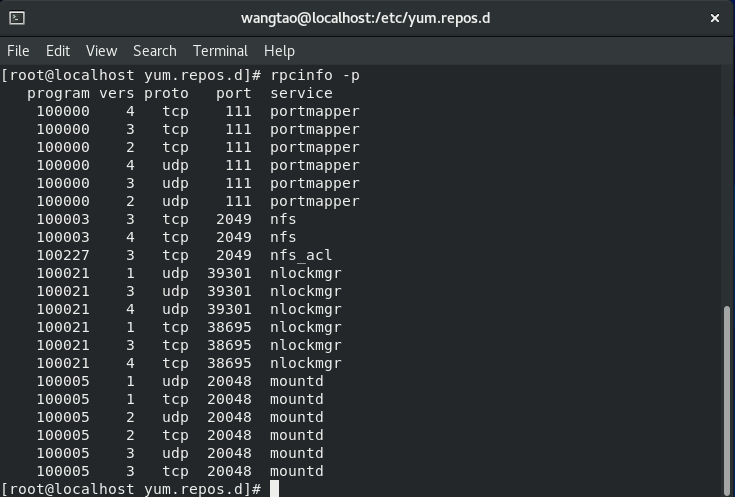 wangtao@localhost:/etc/yum.repos.d
File Edit View Search Terminal Help
[root@localhost yum.repos.d]# rpcinfo -p
   program vers proto   port  service
    100000    4   tcp    111  portmapper
    100000    3   tcp    111  portmapper
    100000    2   tcp    111  portmapper
    100000    4   udp    111  portmapper
    100000    3   udp    111  portmapper
    100000    2   udp    111  portmapper
    100003    3   tcp   2049  nfs
    100003    4   tcp   2049  nfs
    100227    3   tcp   2049  nfs_acl
    100021    1   udp  39301  nlockmgr
    100021    3   udp  39301  nlockmgr
    100021    4   udp  39301  nlockmgr
    100021    1   tcp  38695  nlockmgr
    100021    3   tcp  38695  nlockmgr
    100021    4   tcp  38695  nlockmgr
    100005    1   udp  20048  mountd
    100005    1   tcp  20048  mountd
    100005    2   udp  20048  mountd
    100005    2   tcp  20048  mountd
    100005    3   udp  20048  mountd
    100005    3   tcp  20048  mountd
[root@localhost yum.repos.d]#